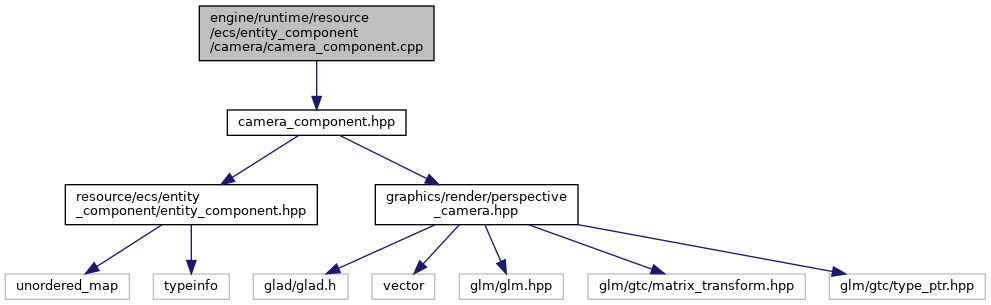 engine/runtime/resource
/ecs/entity_component
/camera/camera_component.cpp
camera_component.hpp
resource/ecs/entity
_component/entity_component.hpp
graphics/render/perspective
_camera.hpp
unordered_map
typeinfo
glad/glad.h
vector
glm/glm.hpp
glm/gtc/matrix_transform.hpp
glm/gtc/type_ptr.hpp